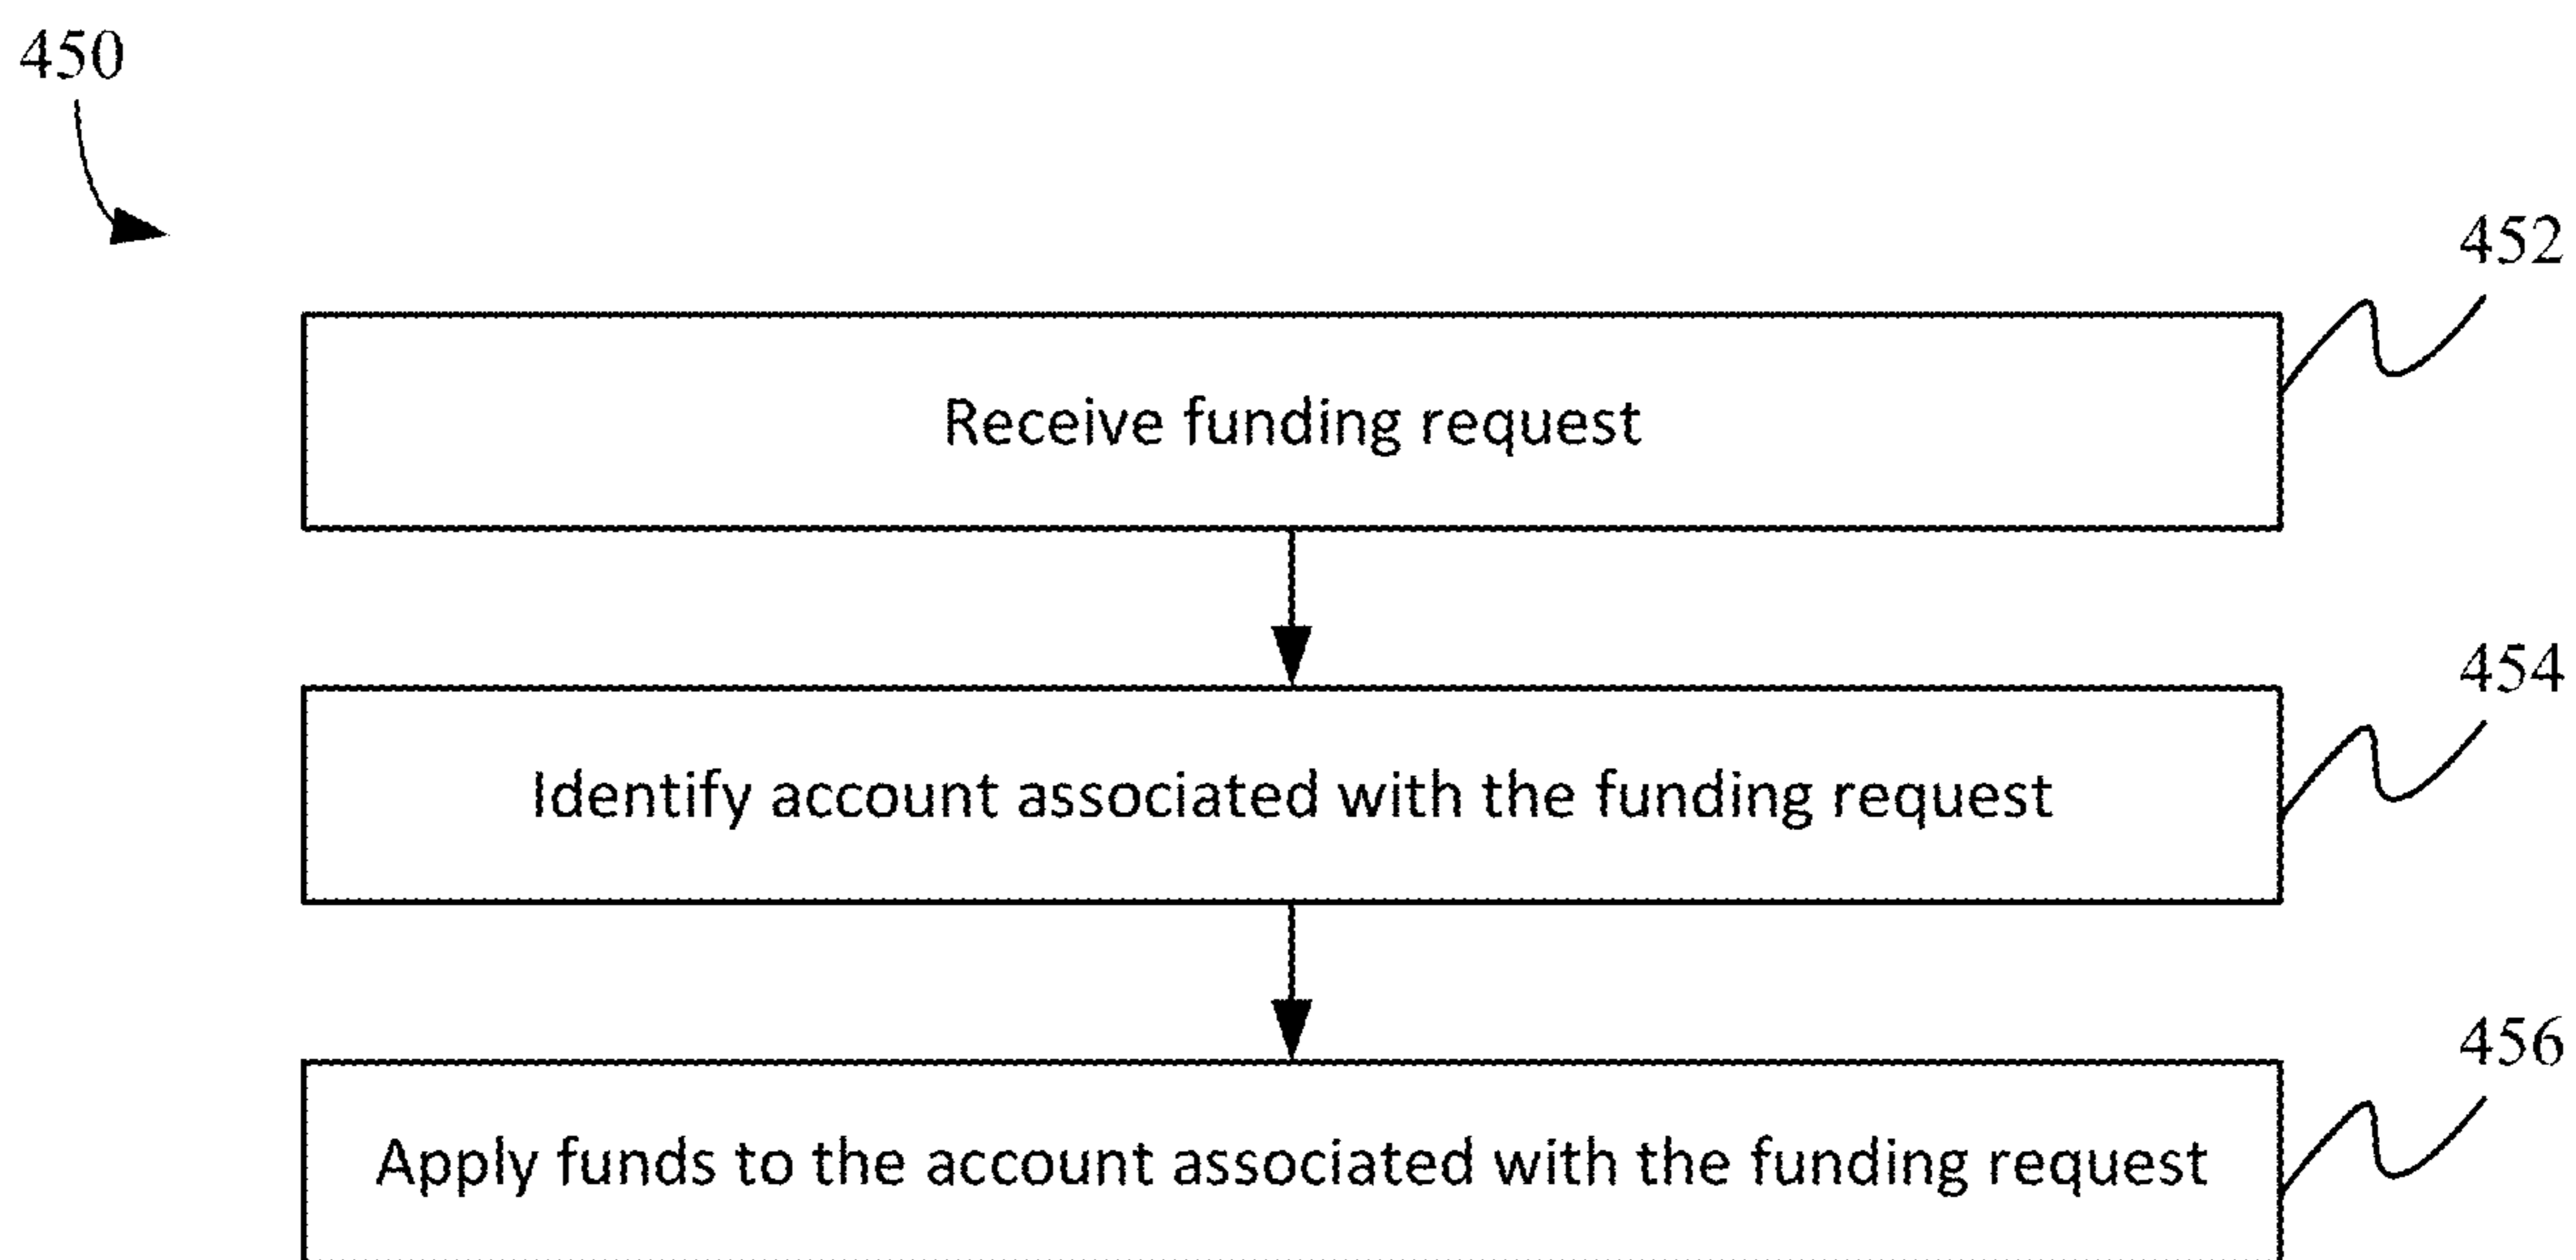 450
452
Receive funding request
454
Identify account associated with the funding request
456
Apply funds to the account associated with the funding request